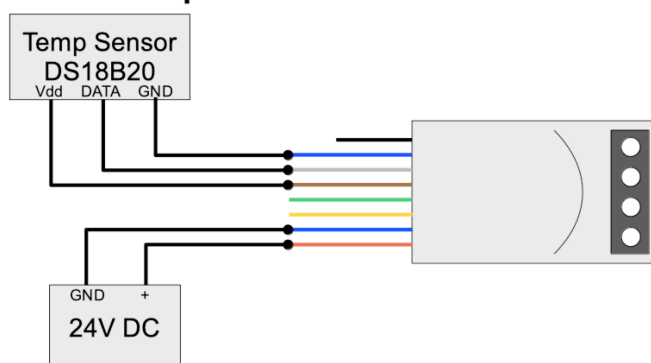 Temp Sensor
DS18B20
Vdd DATA GND
GND +
24V DC